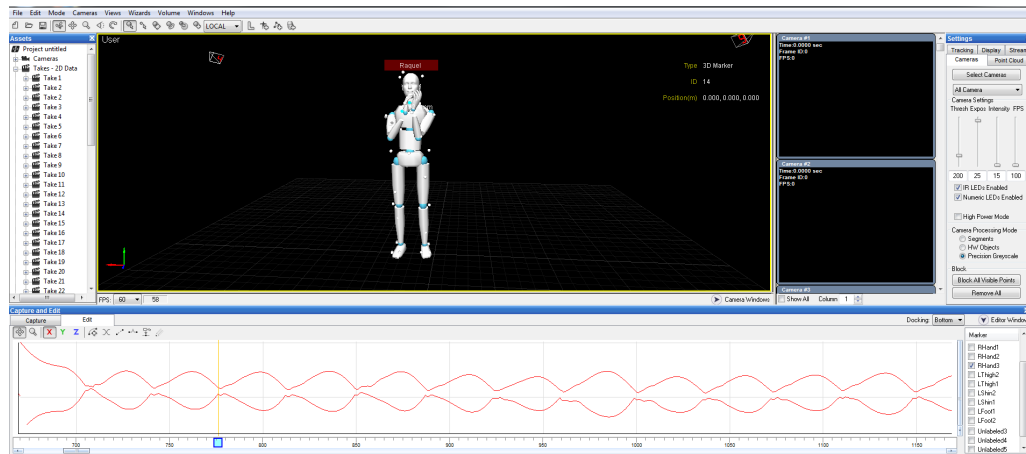 File Edit Mode Cameras Views Wizards Volume Windows Help
LOCAL
Assets
Project untitled
Cameras
Takes - 2D Data
Take 1
Take 2
Take 2
Take 3
Take 4
Take 5
Take 6
Take 7
Take 8
Take 9
Take 10
Take 11
Take 12
Take 13
Take 14
Take 15
Take 16
Take 17
Take 18
Take 19
Take 20
Take 21
Take 22
User
Raquel
Type 3D Marker
ID 14
Position(m) 0.000, 0.000, 0.000
FPS: 60 58
Camera Windows
Camera #1
Time:0.0000 sec
Frame ID:0
FPS:0
Camera #2
Time:0.0000 sec
Frame ID:0
FPS:0
Camera #3
Show All Column 1
Settings
Tracking Display Stream
Cameras Point Cloud
Select Cameras
All Camera
Camera Settings:
Thresh Expos Intensity FPS
200 25 15 100
IR LEDs Enabled
Numeric LEDs Enabled
High Power Mode
Camera Processing Mode
Segments
HW Objects
Precision Greyscale
Block
Block All Visible Points
Remove All
Capture and Edit
Capture Edit
Docking: Bottom
Editor Window
X Y Z
Marker
RHand1
RHand2
RHand3
LThigh2
LThigh1
LShin2
LShin1
LFoot1
LFoot2
Unlabeled3
Unlabeled4
Unlabeled5
700 750 800 850 900 950 1000 1050 1100 1150